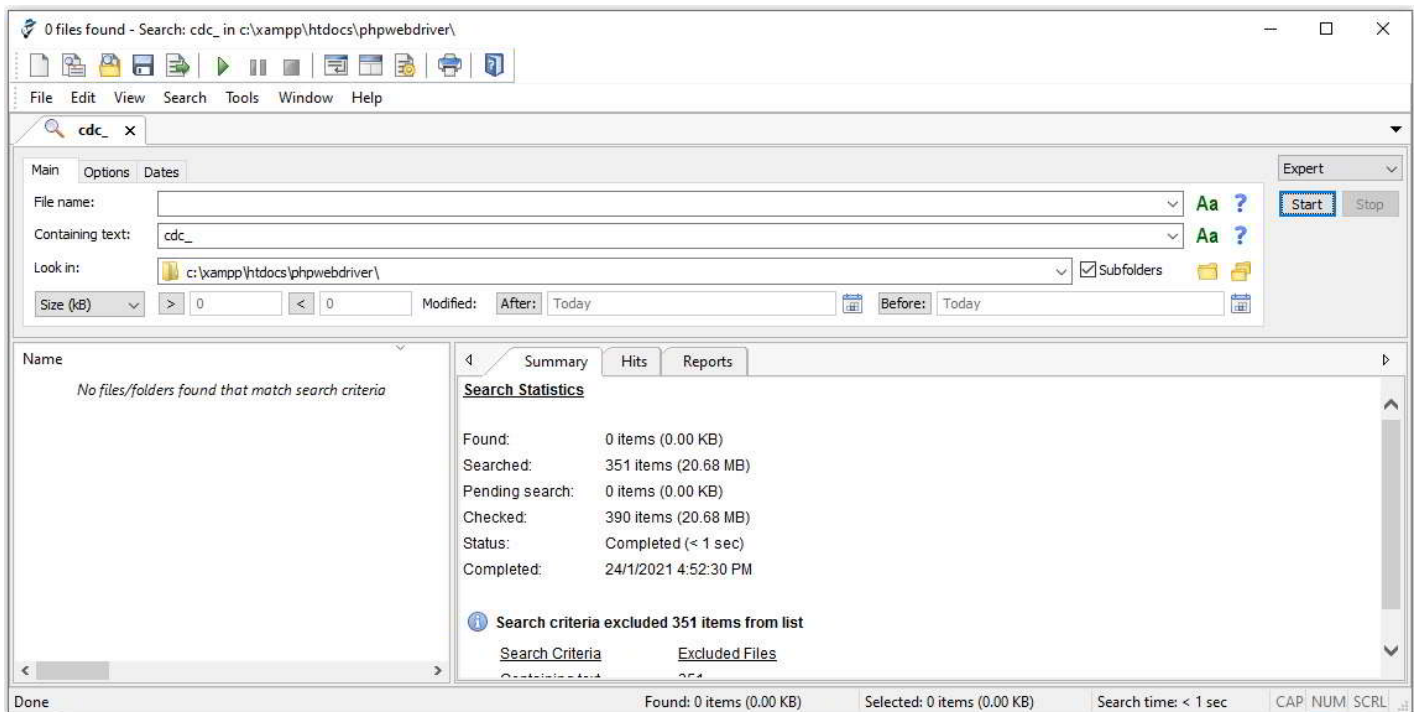 0 files found - Search: cdc_ in c:\xampp\htdocs\phpwebdriver\
File Edit View Search Tools Window Help
cdc_
Main Options Dates
Expert
File name: Aa ?
Start Stop
Containing text: cdc_ Aa ?
Look in: c:\xampp\htdocs\phpwebdriver\ Subfolders
Size (kB) > 0 < 0 Modified: After: Today Before: Today
Name
No files/folders found that match search criteria
Summary Hits Reports
Search Statistics
Found: 0 items (0.00 KB)
Searched: 351 items (20.68 MB)
Pending search: 0 items (0.00 KB)
Checked: 390 items (20.68 MB)
Status: Completed (< 1 sec)
Completed: 24/1/2021 4:52:30 PM
Search criteria excluded 351 items from list
Search Criteria Excluded Files
Containing text 351
Done Found: 0 items (0.00 KB) Selected: 0 items (0.00 KB) Search time: < 1 sec CAP NUM SCRL